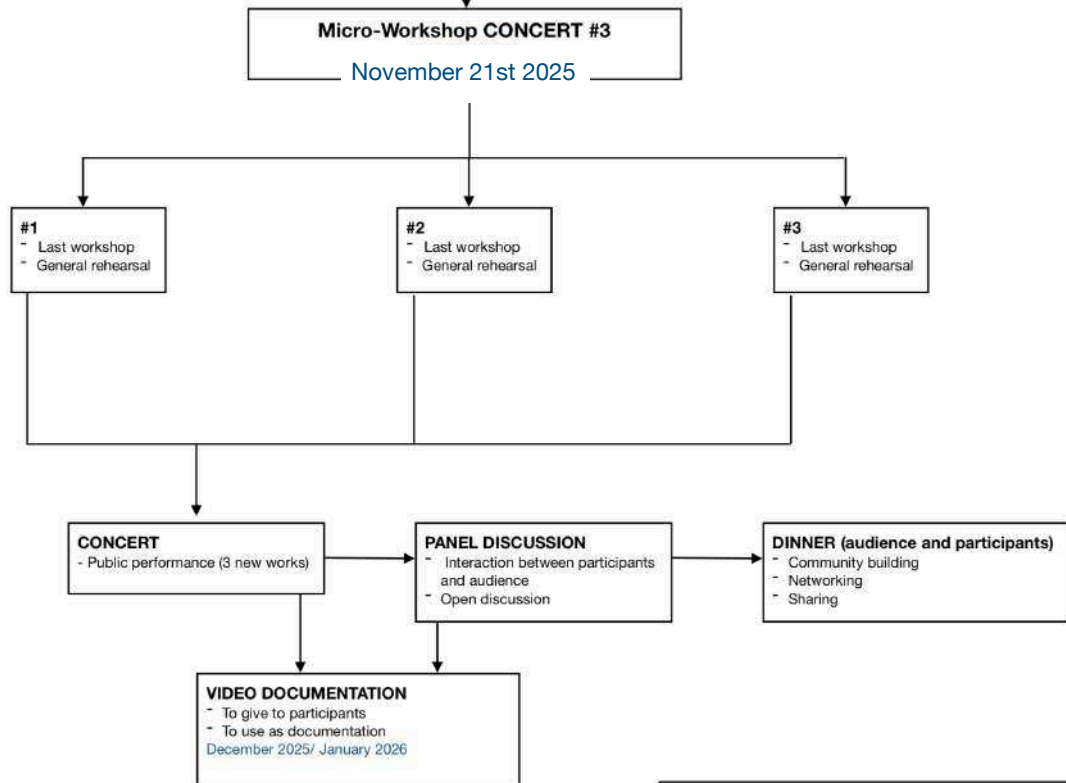 Micro-Workshop CONCERT #3
November 21st 2025
#1
- Last workshop
- General rehearsal
#2
- Last workshop
- General rehearsal
#3
- Last workshop
- General rehearsal
CONCERT
- Public performance (3 new works)
PANEL DISCUSSION
- Interaction between participants
and audience
- Open discussion
DINNER (audience and participants)
- Community building
- Networking
- Sharing
VIDEO DOCUMENTATION
- To give to participants
- To use as documentation
December 2025/ January 2026